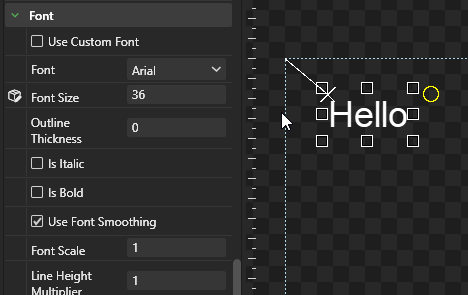 Font
Use Custom Font
Font Arial
Font Size 36
Outline
Thickness 0
Is Italic
Is Bold
Use Font Smoothing
Font Scale 1
Line Height
Multiplier 1
Hello